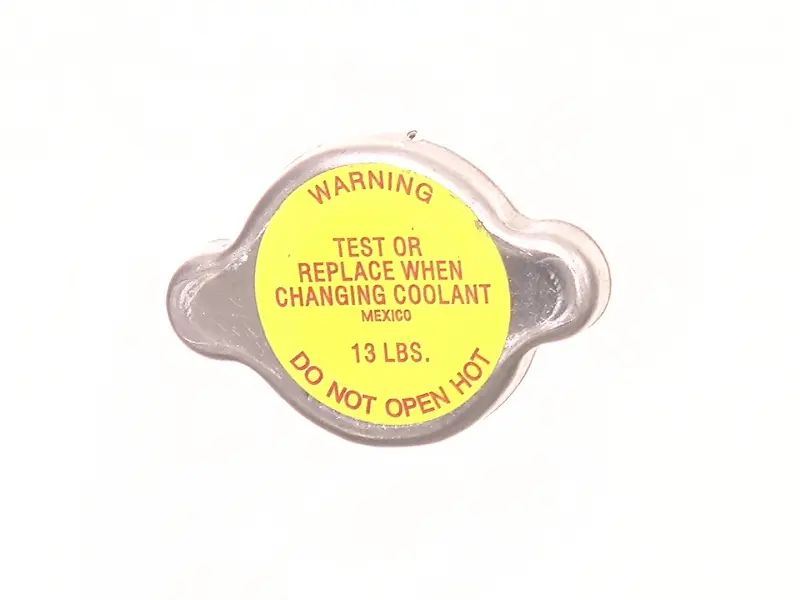 WARNING
TEST OR
REPLACE WHEN
CHANGING COOLANT
MEXICO
13 LBS.
DO NOT OPEN HOT